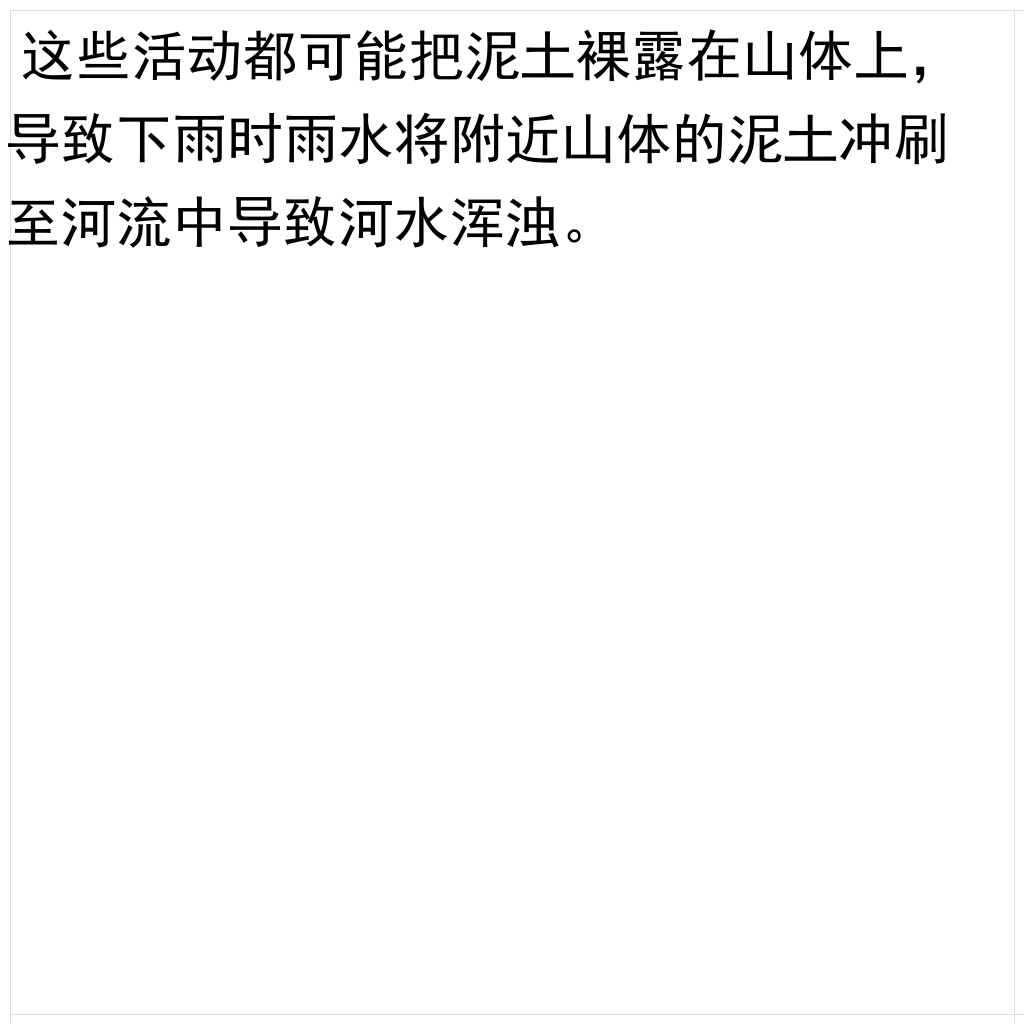 这些活动都可能把泥土裸露在山体上，
导致下雨时雨水将附近山体的泥土冲刷
至河流中导致河水浑浊。